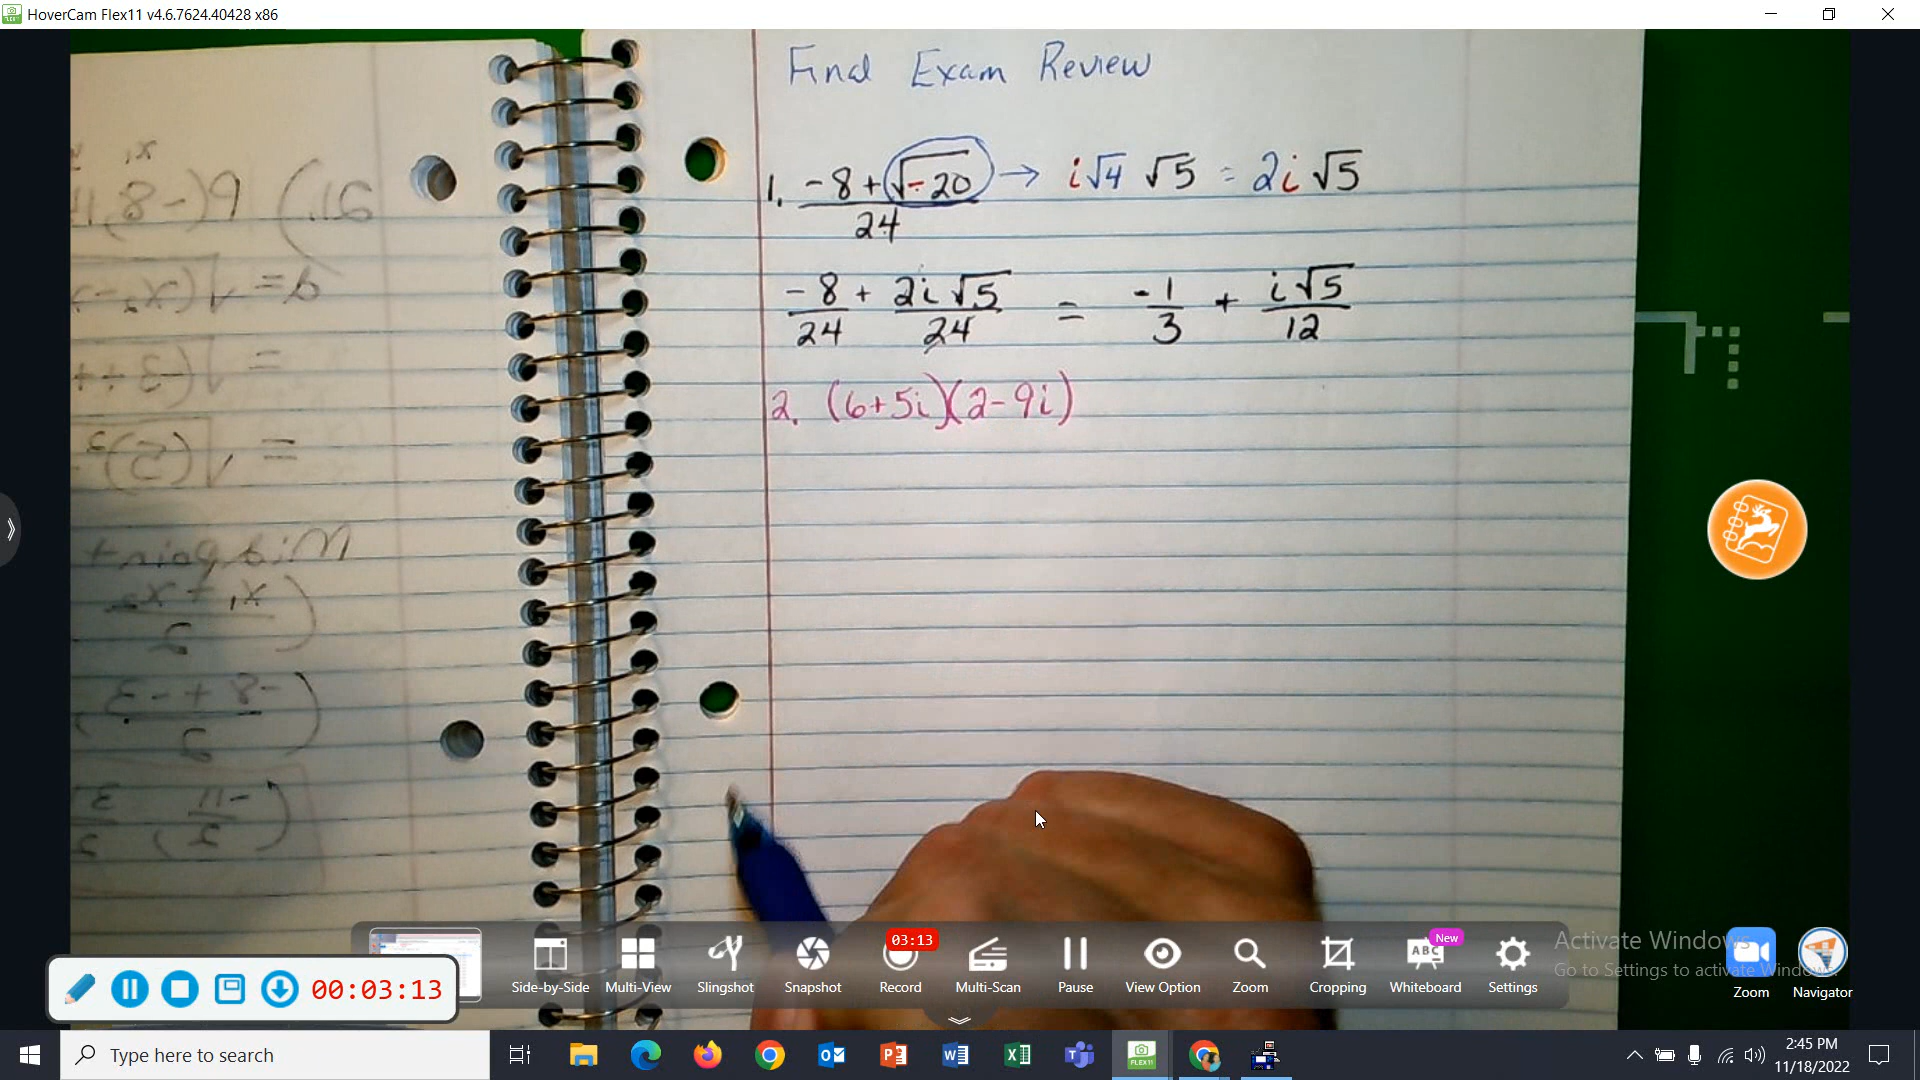 HoverCam Flex11 v4.6.7624.40428 x86
Final Exam Review
1. -8 + √-20 / 24 → i√4 √5 = 2i√5
-8/24 + 2i√5/24 = -1/3 + i√5/12
2. (6+5i)(2-9i)
Midpoint
Activate Windows
Go to Settings to activate Windows.
03:13
New
ABC
Side-by-Side Multi-View Slingshot Snapshot Record Multi-Scan Pause View Option Zoom Cropping Whiteboard Settings
Zoom Navigator
00:03:13
Type here to search
FLEX11
2:45 PM
11/18/2022